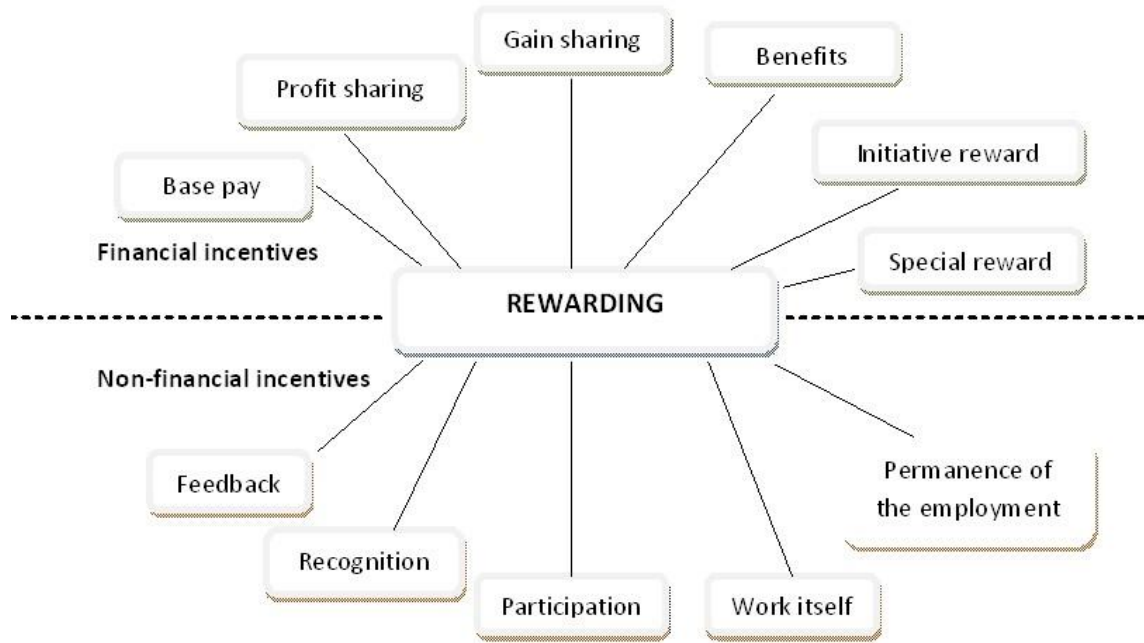 Gain sharing
Benefits
Profit sharing
Initiative reward
Base pay
Financial incentives
Special reward
REWARDING
Non-financial incentives
Feedback
Permanence of
the employment
Recognition
Participation
Work itself